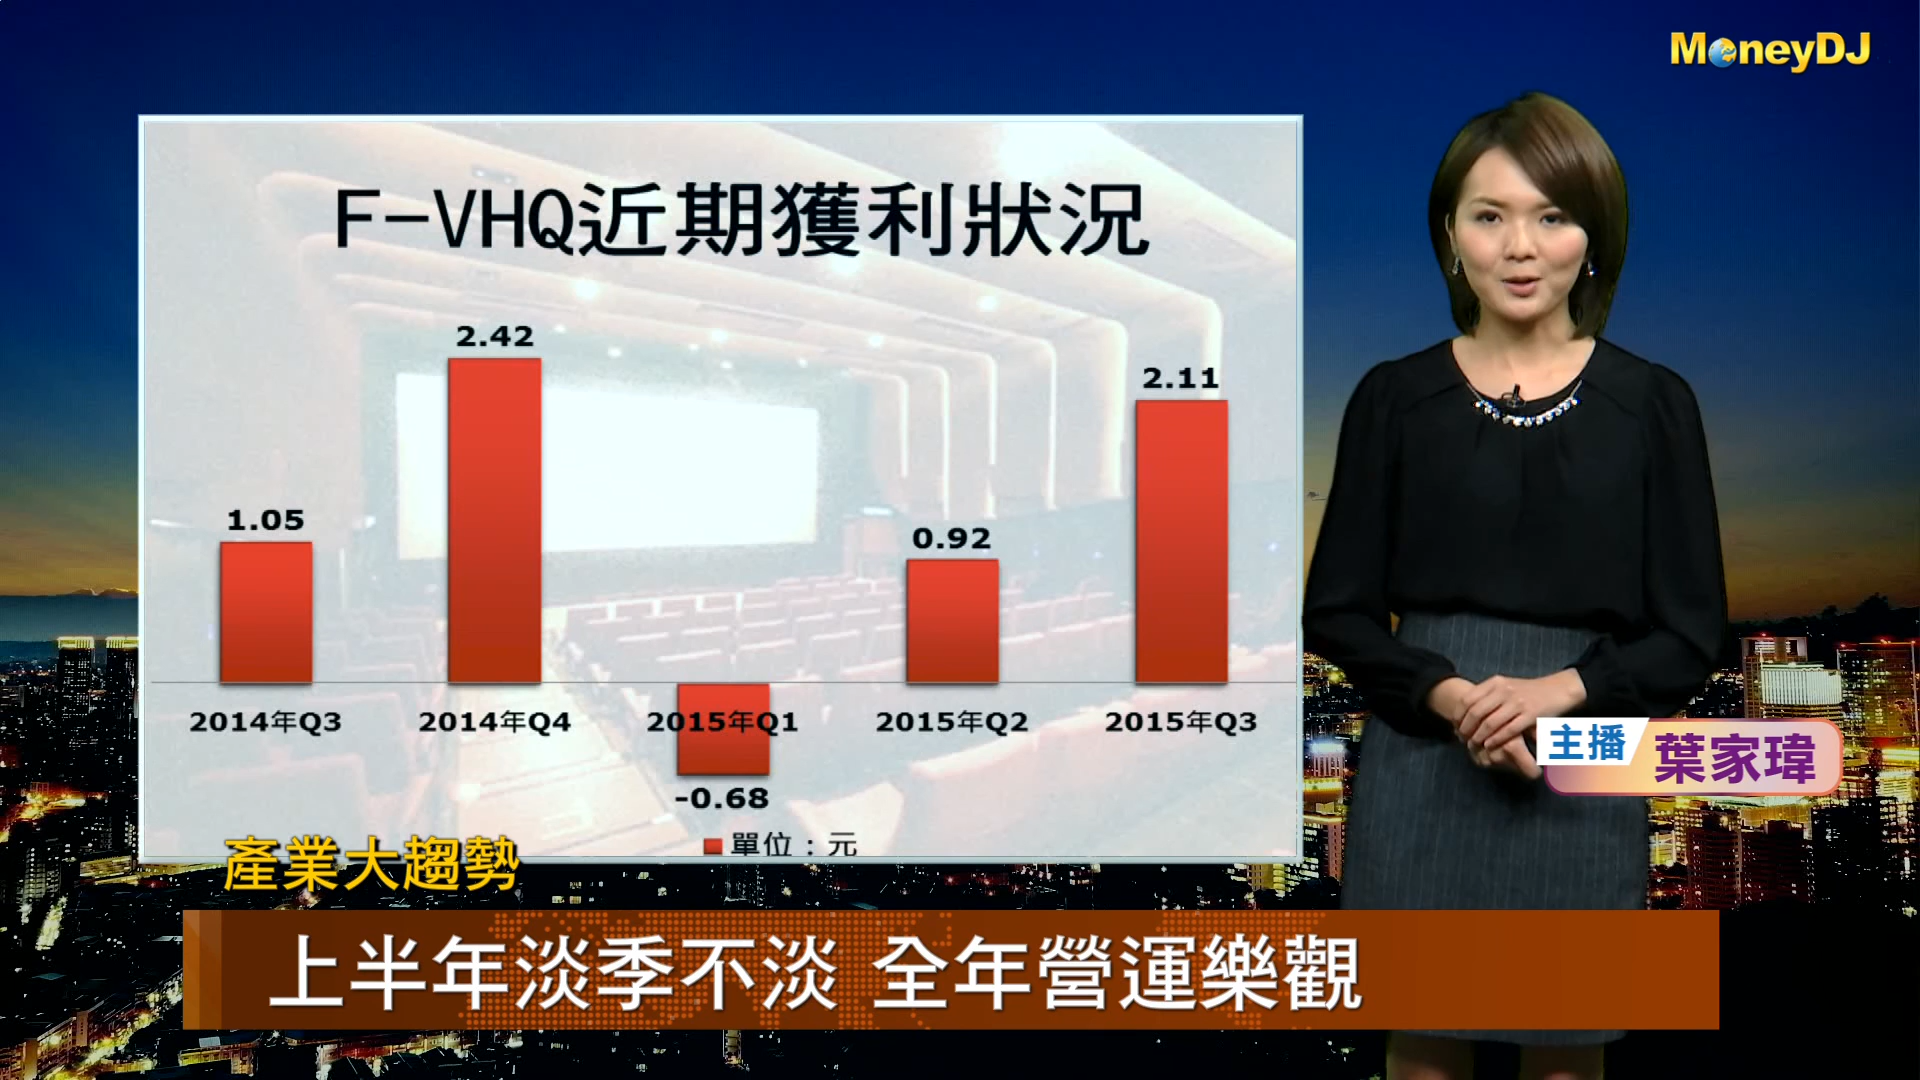 MoneyDJ
F-VHQ近期獲利狀況
1.05
2.42
-0.68
0.92
2.11
2014年Q3
2014年Q4
2015年Q1
2015年Q2
2015年Q3
單位：元
主播
葉家瑋
產業大趨勢
上半年淡季不淡 全年營運樂觀